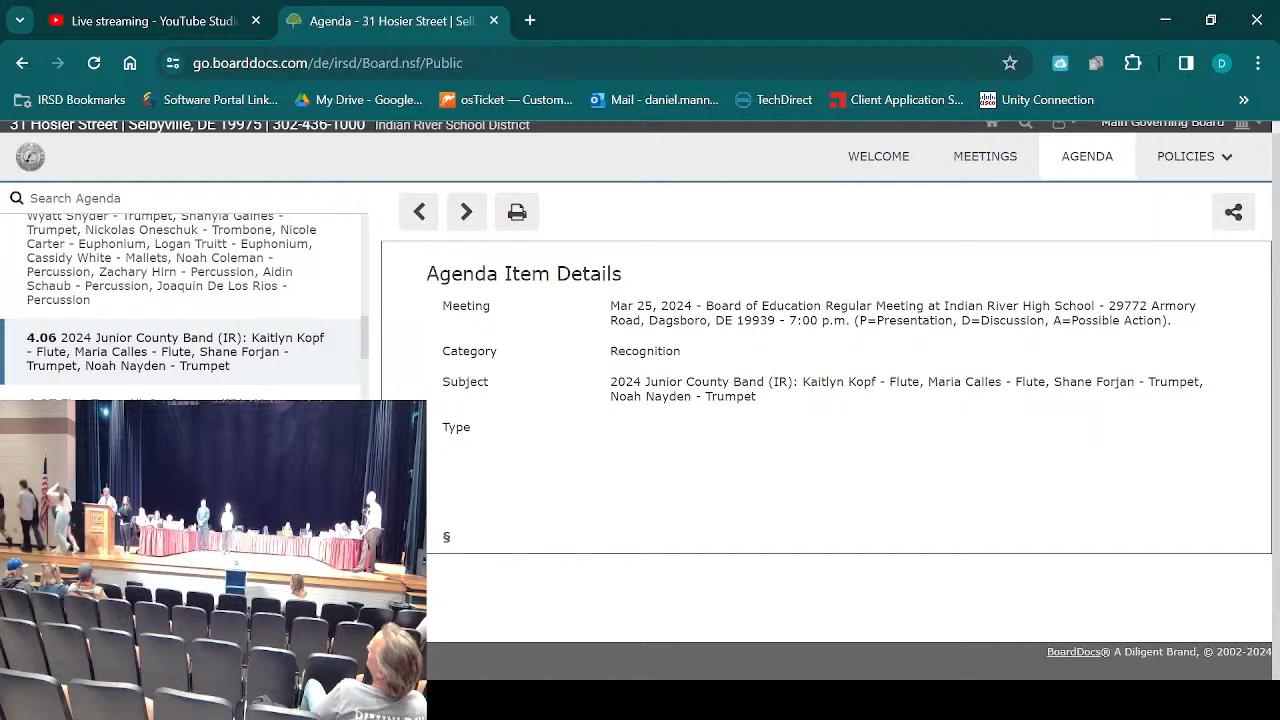 Live streaming - YouTube Studi
Agenda - 31 Hosier Street | Sel
go.boarddocs.com/de/irsd/Board.nsf/Public
D
IRSD Bookmarks
Software Portal Link...
My Drive - Google...
osTicket — Custom...
Mail - daniel.mann...
TechDirect
Client Application S...
Unity Connection
31 Hosier Street | Selbyville, DE 19975 | 302-436-1000 Indian River School District
Main Governing Board
WELCOME
MEETINGS
AGENDA
POLICIES
Search Agenda
Wyatt Snyder - Trumpet, Shanyia Gaines -
Trumpet, Nickolas Oneschuk - Trombone, Nicole
Carter - Euphonium, Logan Truitt - Euphonium,
Cassidy White - Mallets, Noah Coleman -
Percussion, Zachary Hirn - Percussion, Aidin
Schaub - Percussion, Joaquin De Los Rios -
Percussion
4.06 2024 Junior County Band (IR): Kaitlyn Kopf
- Flute, Maria Calles - Flute, Shane Forjan -
Trumpet, Noah Nayden - Trumpet
Agenda Item Details
Meeting
Mar 25, 2024 - Board of Education Regular Meeting at Indian River High School - 29772 Armory
Road, Dagsboro, DE 19939 - 7:00 p.m. (P=Presentation, D=Discussion, A=Possible Action).
Category
Recognition
Subject
2024 Junior County Band (IR): Kaitlyn Kopf - Flute, Maria Calles - Flute, Shane Forjan - Trumpet,
Noah Nayden - Trumpet
Type
§
BoardDocs® A Diligent Brand, © 2002-2024